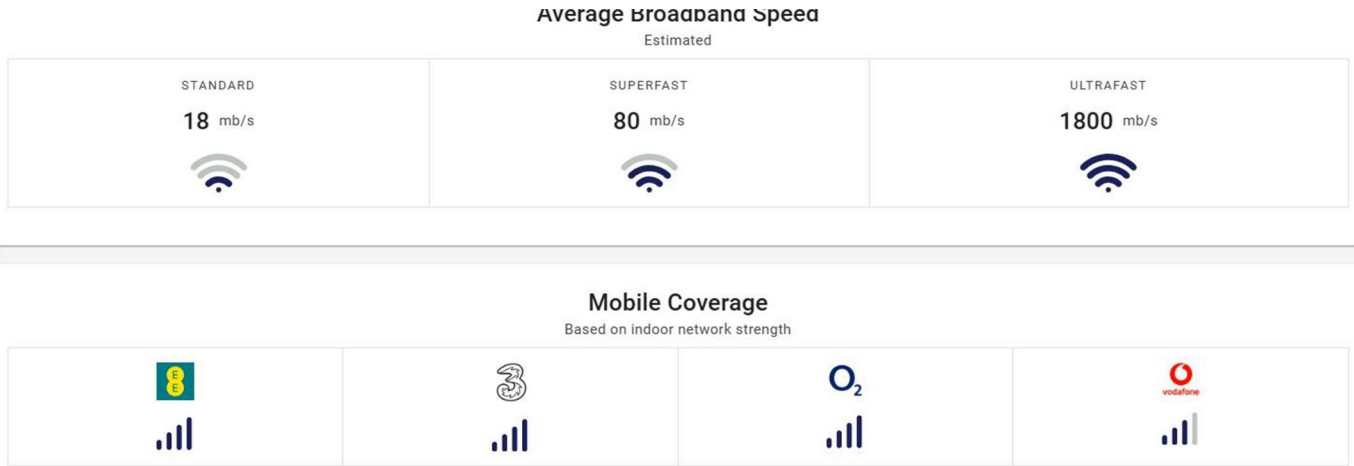 Average Broadband Speed
Estimated
STANDARD
SUPERFAST
ULTRAFAST
18 mb/s
80 mb/s
1800 mb/s
Mobile Coverage
Based on indoor network strength
E
E
3
O2
vodafone